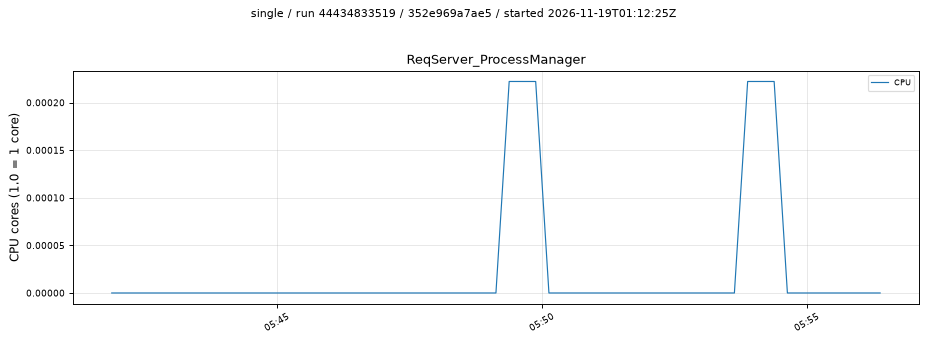 single / run 44434833519 / 352e969a7ae5 / started 2026-11-19T01:12:25Z
ReqServer_ProcessManager
CPU
CPU cores (1.0 = 1 core)
0.00020
0.00015
0.00010
0.00005
0.00000
05:45
05:50
05:55